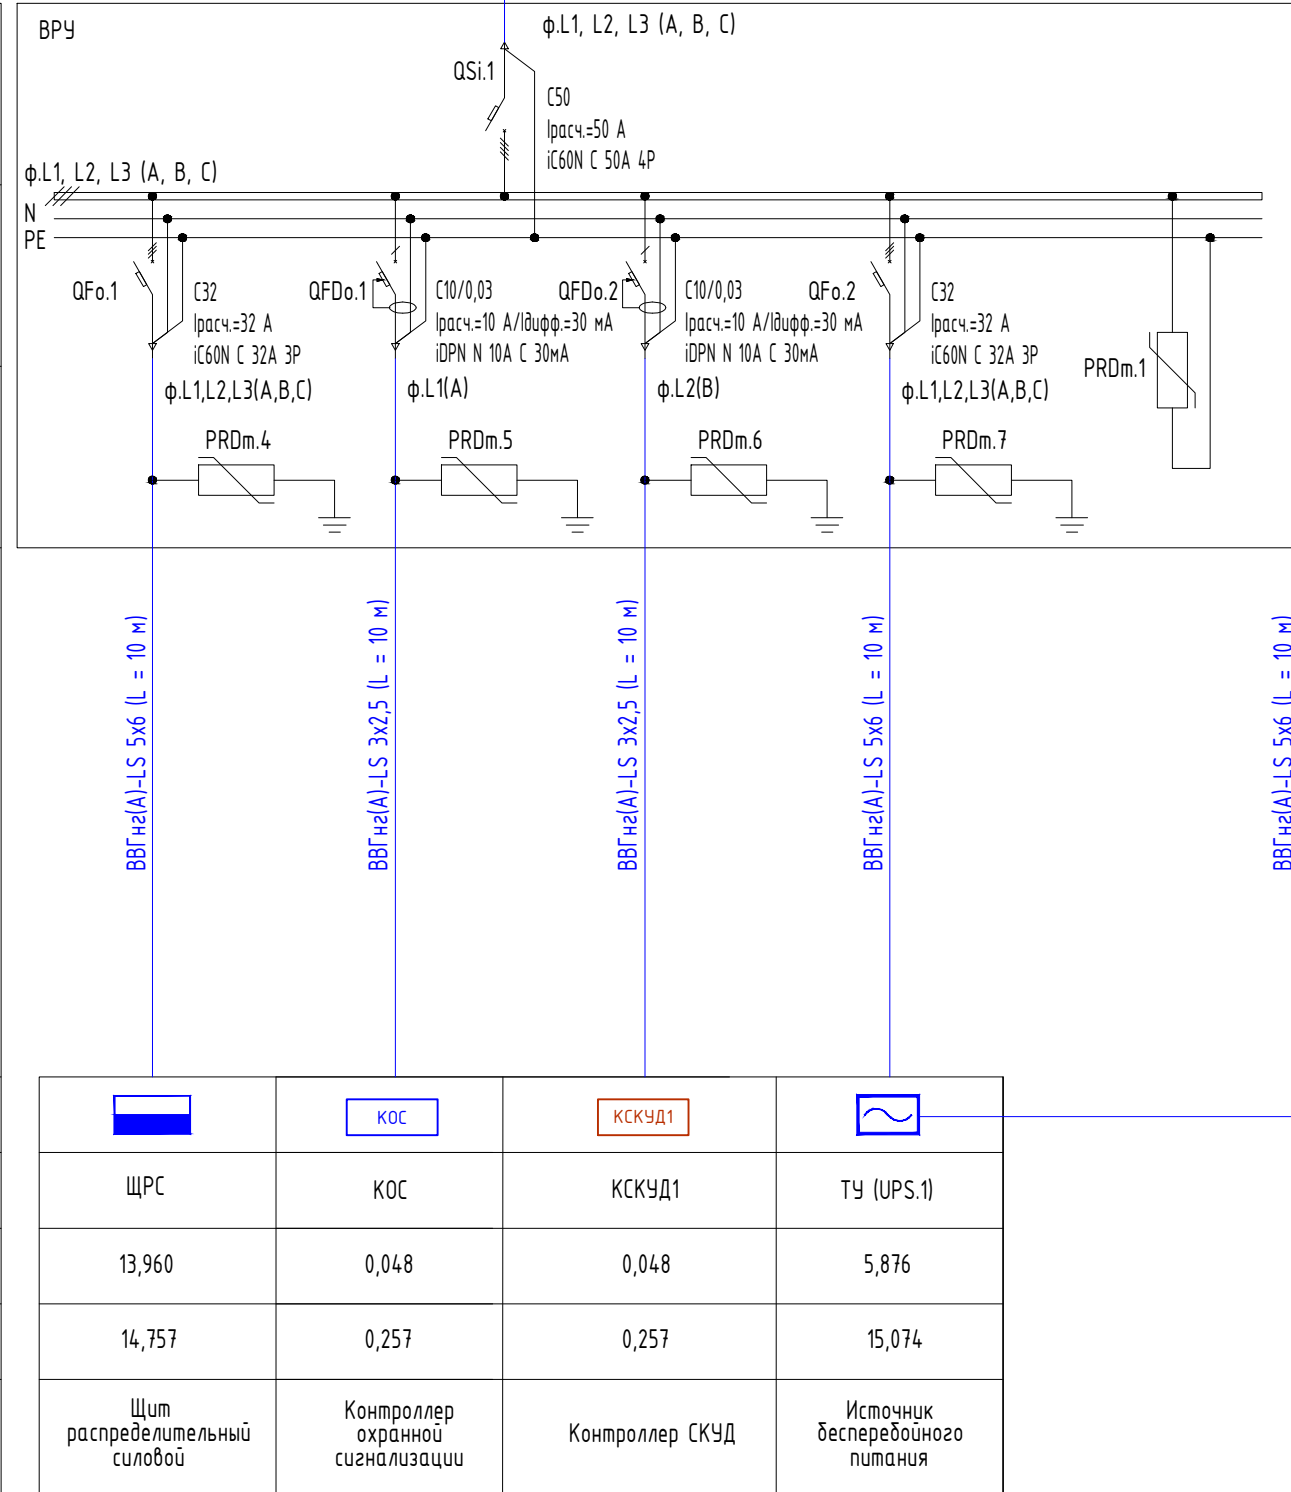 ВРУ
ф.L1, L2, L3 (A, B, C)
QSi.1
C50
Iрасч.=50 А
iC60N C 50A 4P
ф.L1, L2, L3 (A, B, C)
N
PE
QFo.1
C32
Iрасч.=32 А
iC60N C 32A 3P
ф.L1,L2,L3(A,B,C)
QFDo.1
C10/0,03
Iрасч.=10 А/Iдифф.=30 мА
iDPN N 10A C 30мА
ф.L1(A)
QFDo.2
C10/0,03
Iрасч.=10 А/Iдифф.=30 мА
iDPN N 10A C 30мА
ф.L2(B)
QFo.2
C32
Iрасч.=32 А
iC60N C 32A 3P
ф.L1,L2,L3(A,B,C)
PRDm.1
PRDm.4
PRDm.5
PRDm.6
PRDm.7
ВВГнг(А)-LS 5x6 (L = 10 м)
ВВГнг(А)-LS 3x2,5 (L = 10 м)
ВВГнг(А)-LS 3x2,5 (L = 10 м)
ВВГнг(А)-LS 5x6 (L = 10 м)
ВВГнг(А)-LS 5x6 (L = 10 м)
КОС
КСКУД1
ЩРС
КОС
КСКУД1
ТУ (UPS.1)
13,960
0,048
0,048
5,876
14,757
0,257
0,257
15,074
Щит
распределительный
силовой
Контроллер
охранной
сигнализации
Контроллер СКУД
Источник
бесперебойного
питания